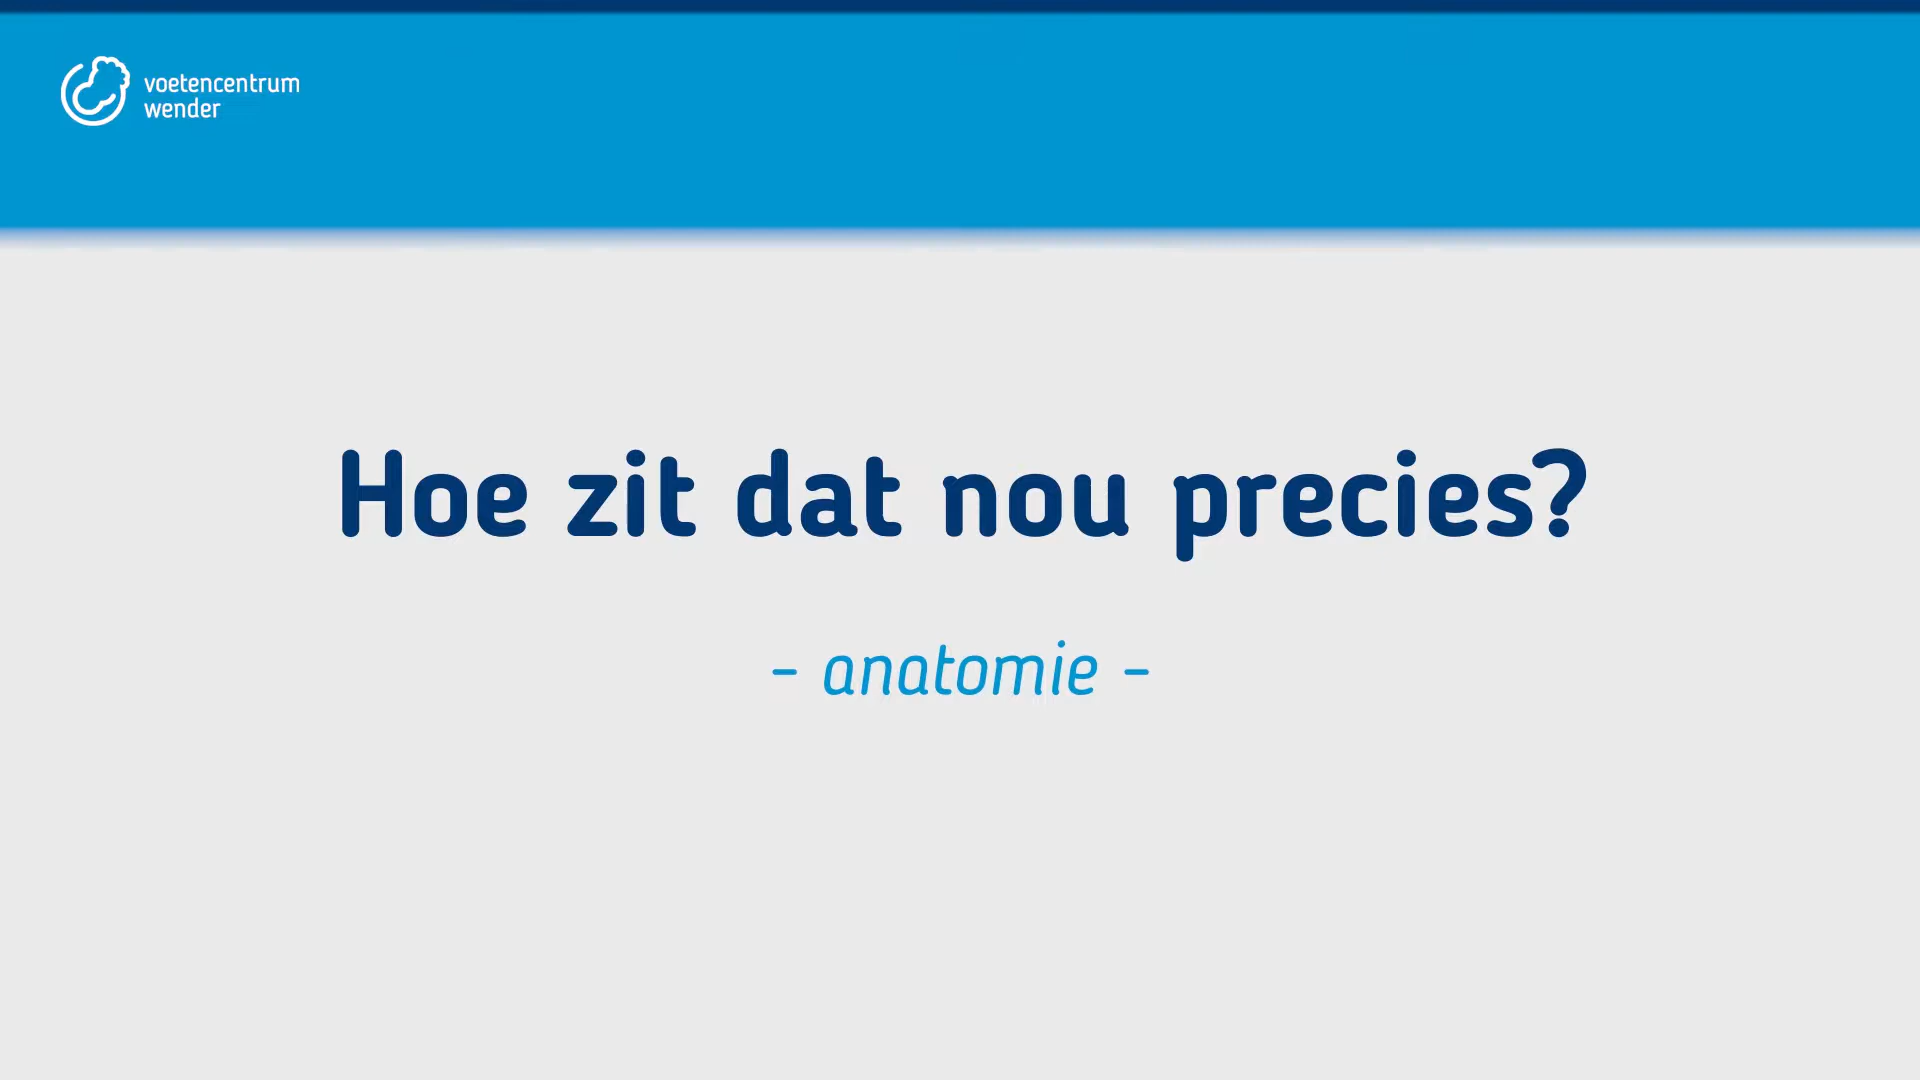 voetencentrum
wender
Hoe zit dat nou precies?
- anatomie -